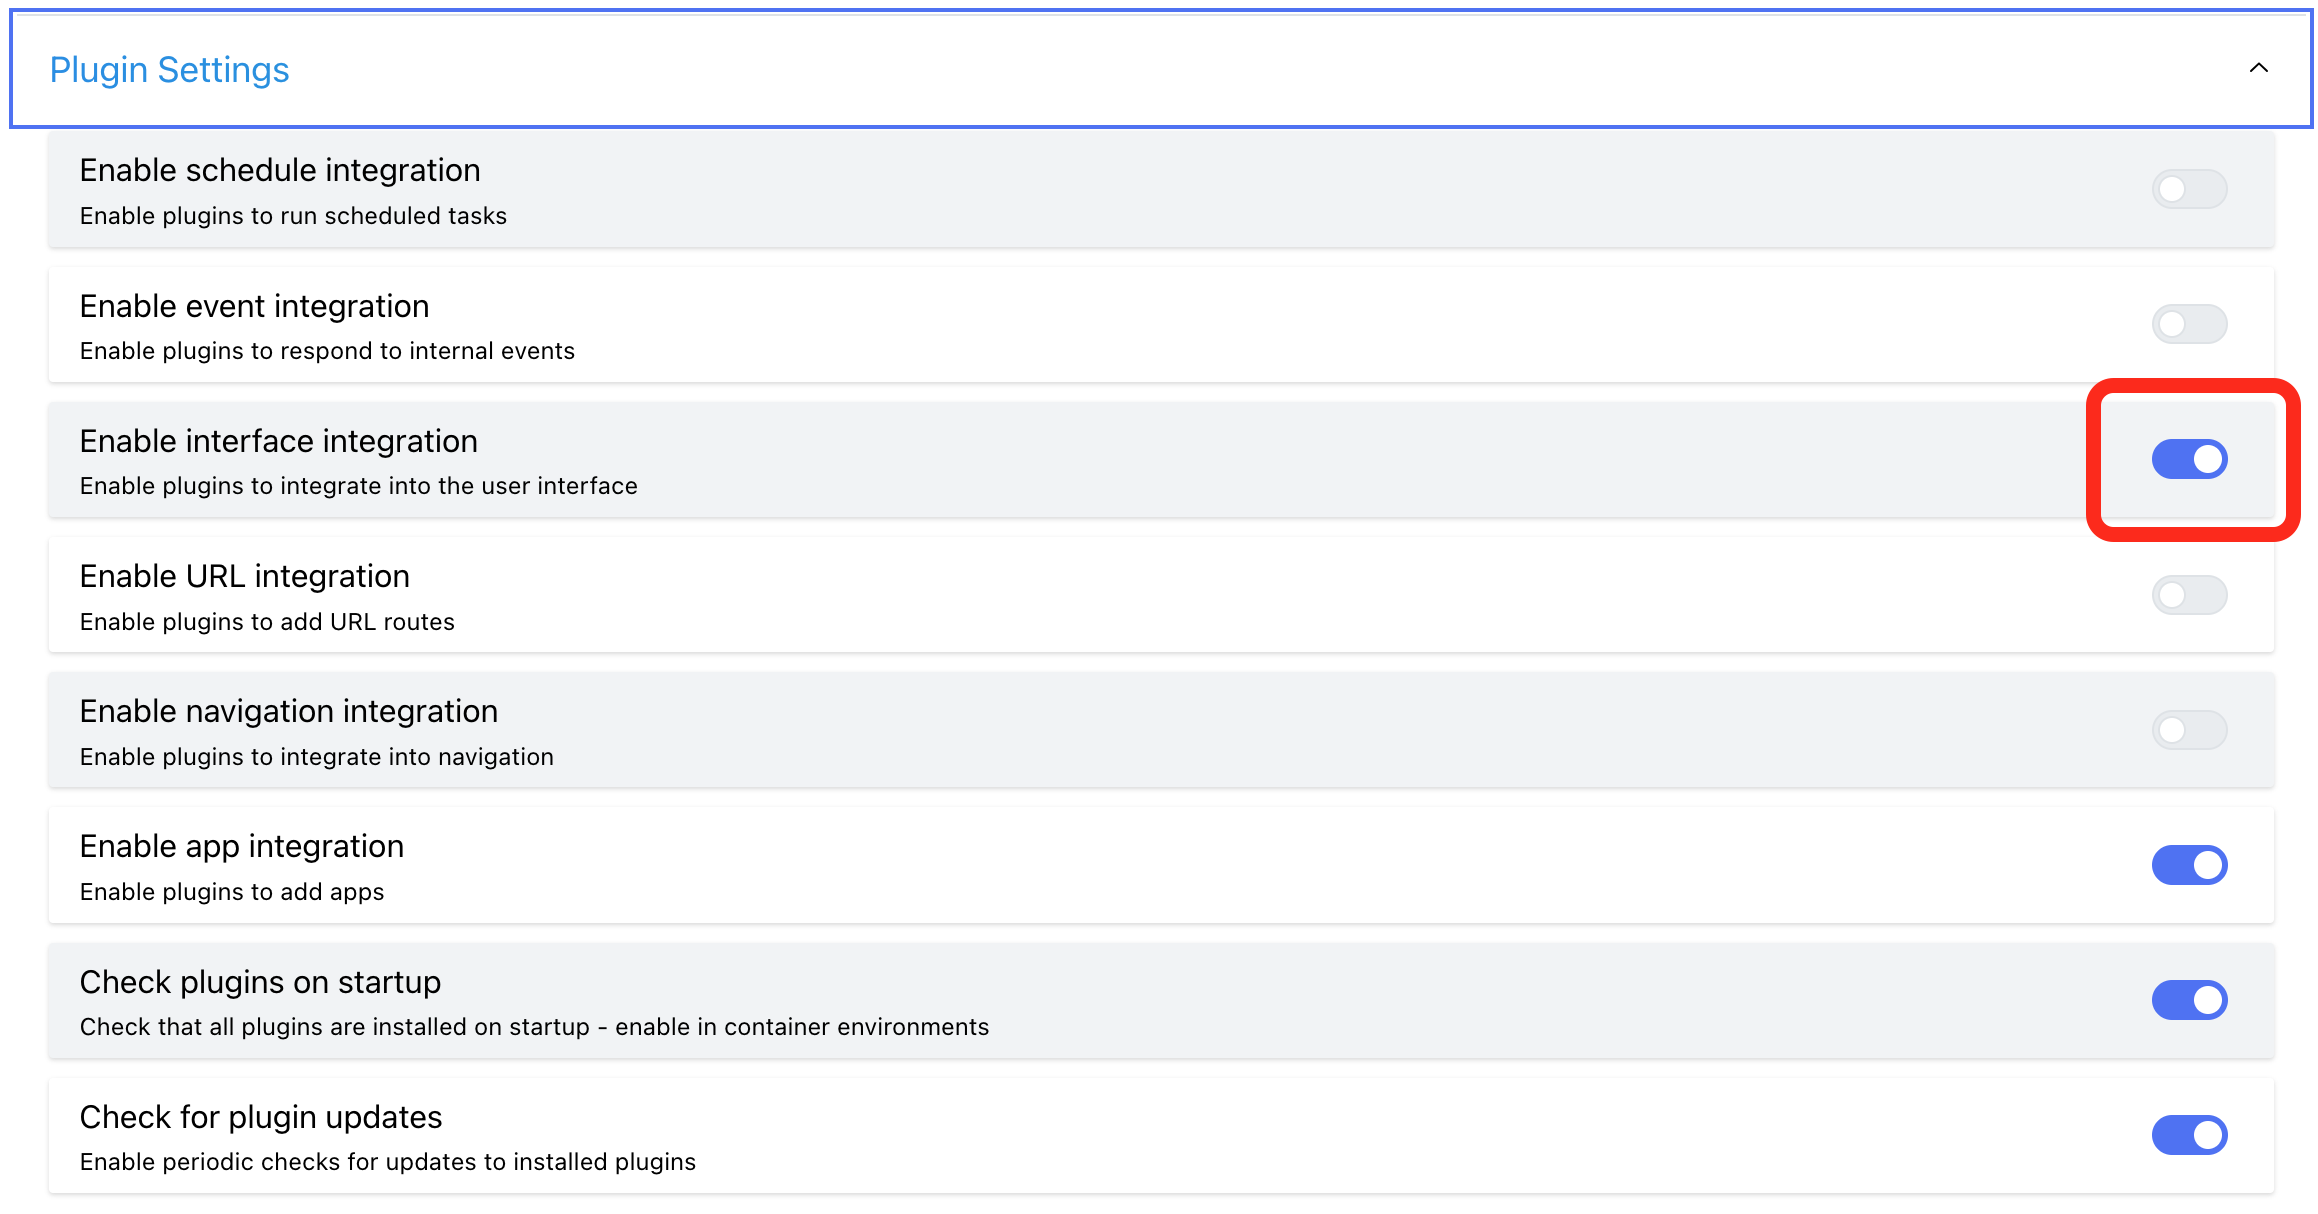 Plugin Settings
Enable schedule integration
Enable plugins to run scheduled tasks
Enable event integration
Enable plugins to respond to internal events
Enable interface integration
Enable plugins to integrate into the user interface
Enable URL integration
Enable plugins to add URL routes
Enable navigation integration
Enable plugins to integrate into navigation
Enable app integration
Enable plugins to add apps
Check plugins on startup
Check that all plugins are installed on startup - enable in container environments
Check for plugin updates
Enable periodic checks for updates to installed plugins